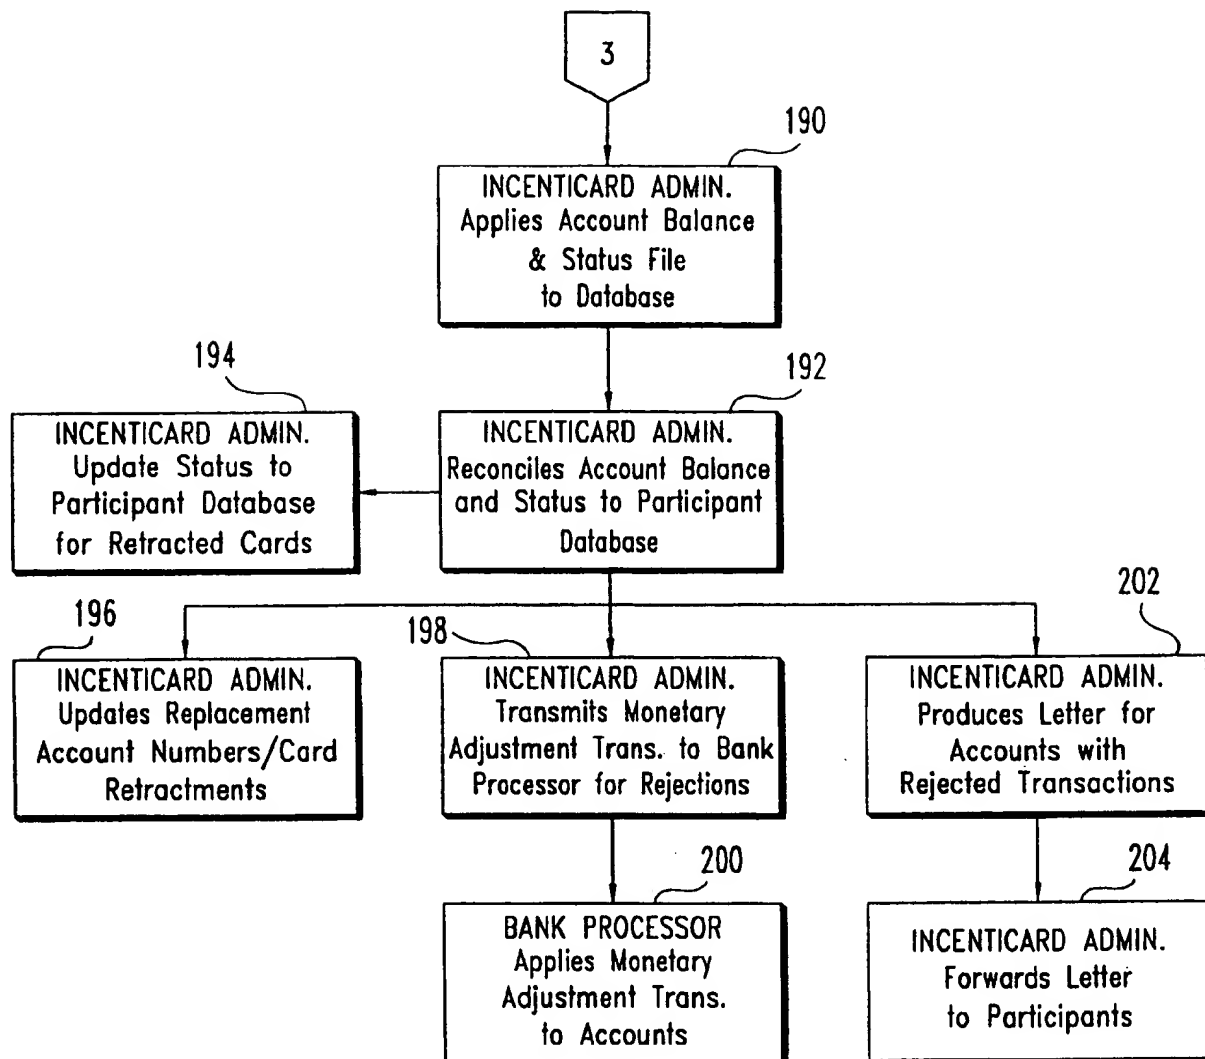 3
190
INCENTICARD ADMIN.
Applies Account Balance
& Status File
to Database
194
INCENTICARD ADMIN.
Update Status to
Participant Database
for Retracted Cards
192
INCENTICARD ADMIN.
Reconciles Account Balance
and Status to Participant
Database
196
INCENTICARD ADMIN.
Updates Replacement
Account Numbers/Card
Retractments
198
INCENTICARD ADMIN.
Transmits Monetary
Adjustment Trans. to Bank
Processor for Rejections
202
INCENTICARD ADMIN.
Produces Letter for
Accounts with
Rejected Transactions
200
BANK PROCESSOR
Applies Monetary
Adjustment Trans.
to Accounts
204
INCENTICARD ADMIN.
Forwards Letter
to Participants